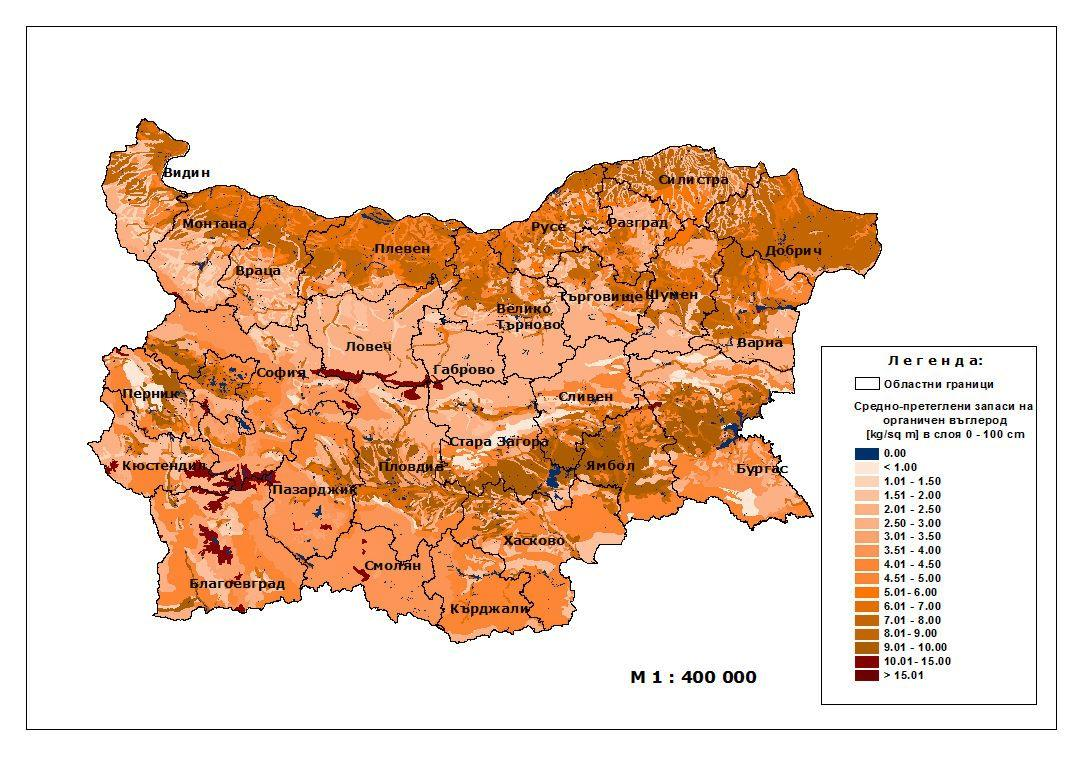 Видин
Силистра
Монтана
Русе
Разград
Плевен
Добрич
Враца
Търговище
Шумен
Велико
Търново
Варна
Ловеч
Габрово
София
Перник
Сливен
Стара Загора
Кюстендил
Пловдив
Ямбол
Бургас
Пазарджик
Хасково
Смолян
Благоевград
Кърджали
М 1 : 400 000
Легенда:
Областни граници
Средно-претеглени запаси на
органичен въглерод
[kg/sq m] в слоя 0 - 100 cm
0.00
< 1.00
1.01 - 1.50
1.51 - 2.00
2.01 - 2.50
2.50 - 3.00
3.01 - 3.50
3.51 - 4.00
4.01 - 4.50
4.51 - 5.00
5.01- 6.00
6.01 - 7.00
7.01 - 8.00
8.01- 9.00
9.01 - 10.00
10.01- 15.00
> 15.01